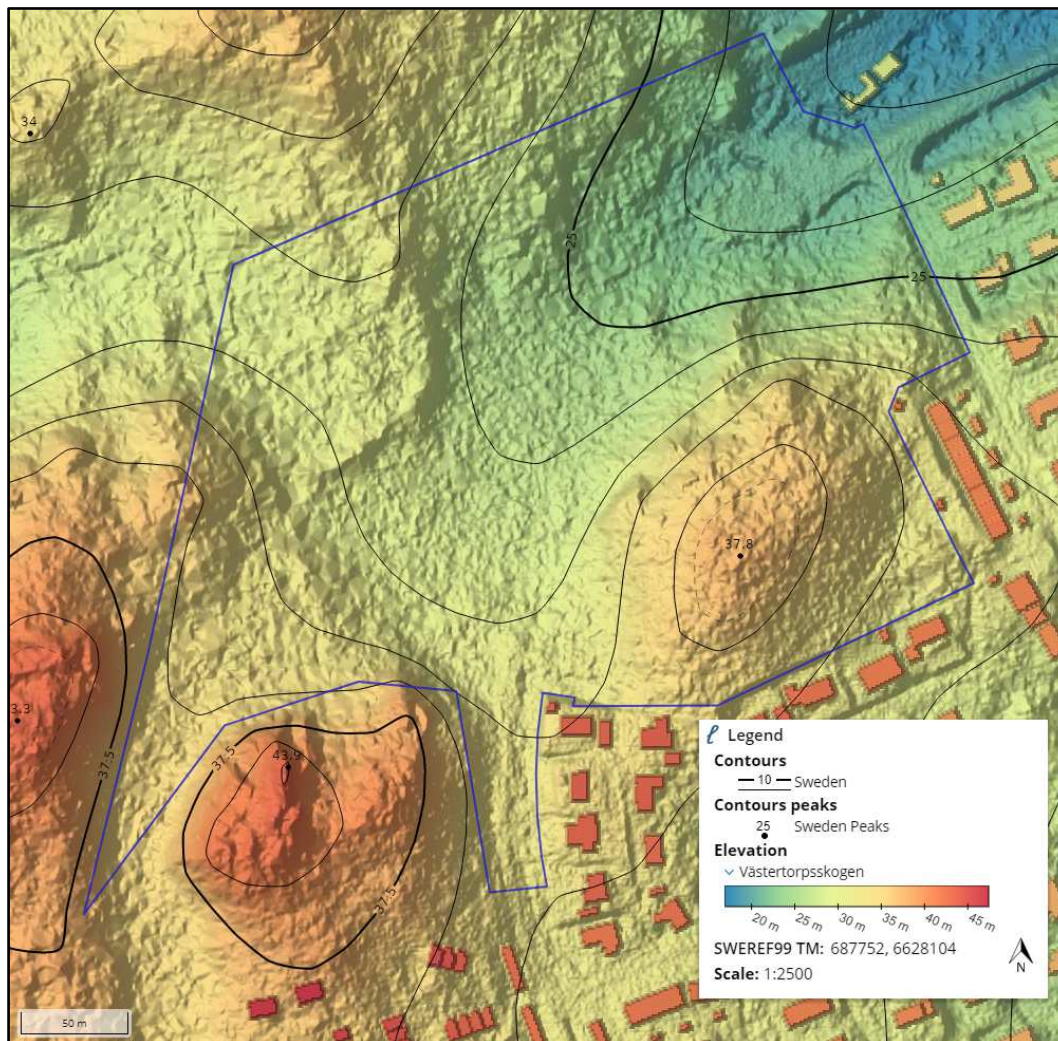 34
25
25
37.8
3.3
43.9
37.5
37.5
37.5
Legend
Contours
10 Sweden
Contours peaks
25 Sweden Peaks
Elevation
Västertorpsskogen
20 m 25 m 30 m 35 m 40 m 45 m
SWEREF99 TM: 687752, 6628104
Scale: 1:2500
N
50 m